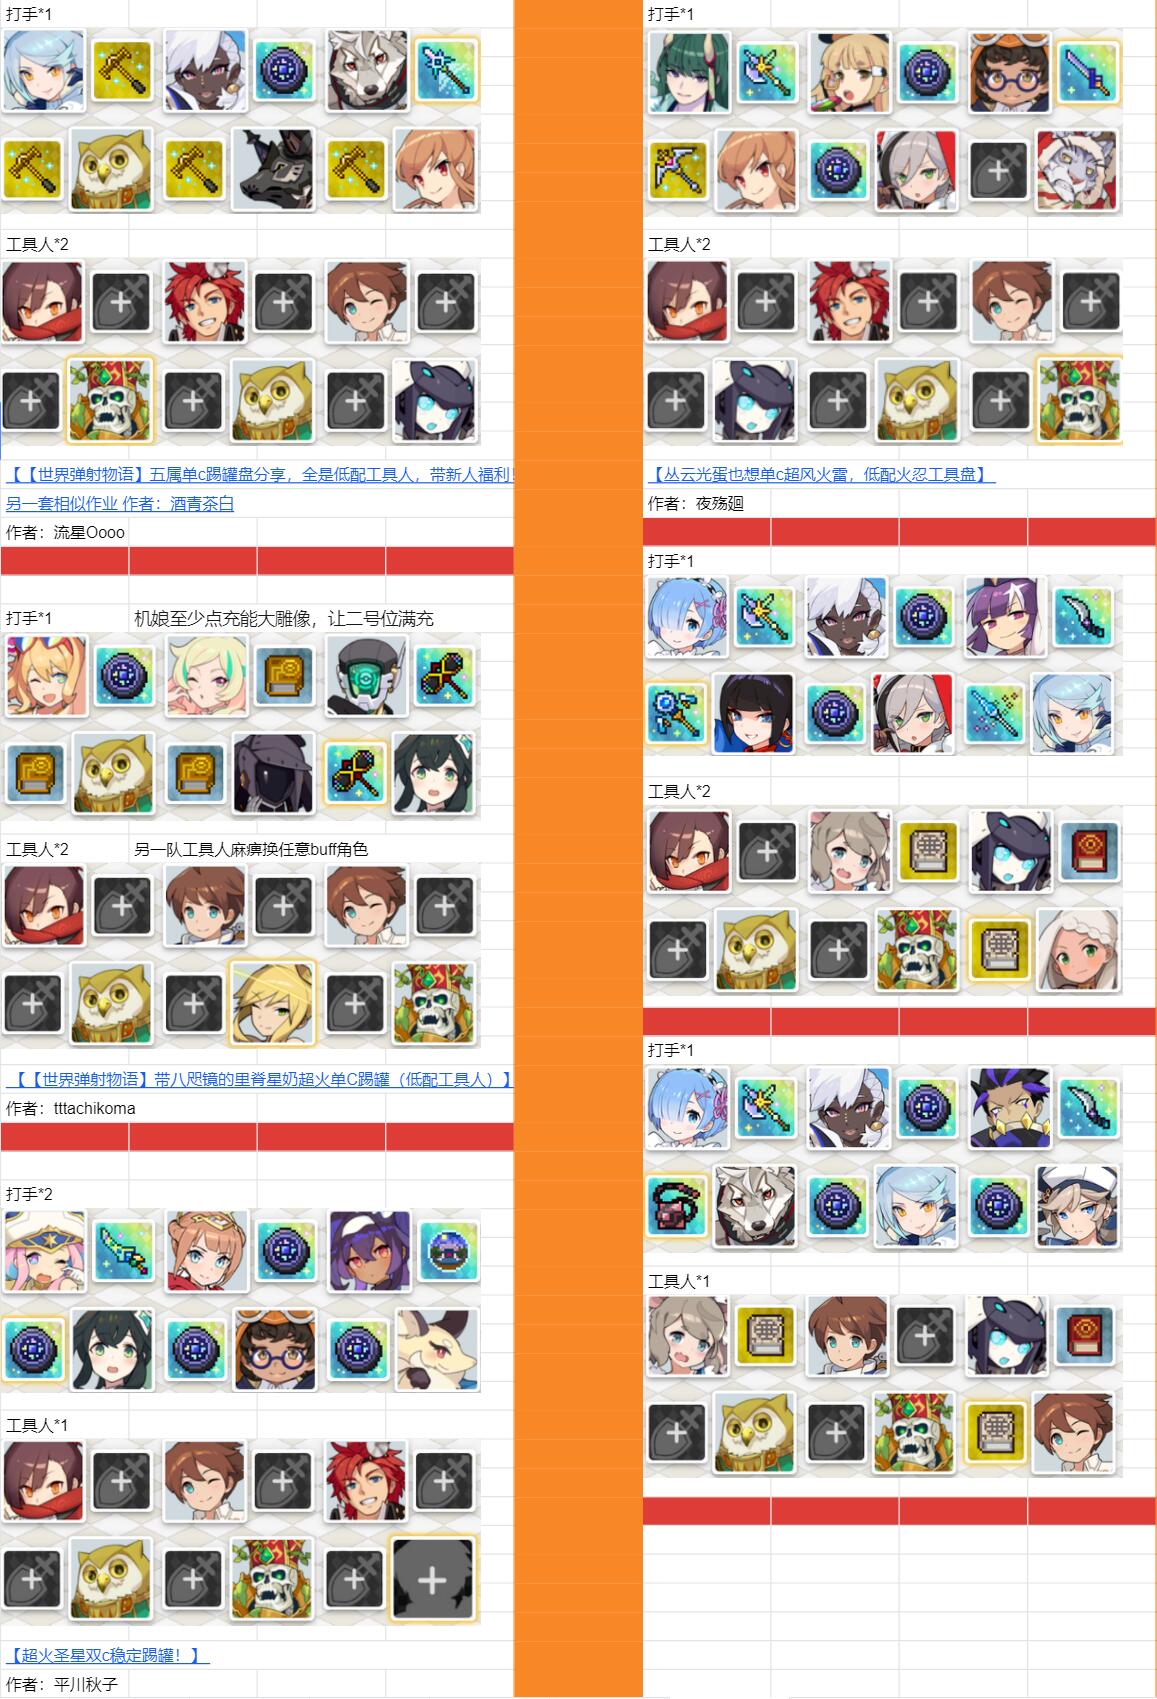 打手*1
工具人*2
【【世界弹射物语】五属单c踢罐盘分享，全是低配工具人，带新人福利!
另一套相似作业 作者：酒青茶白
作者：流星Oooo
打手*1
机娘至少点充能大雕像，让二号位满充
工具人*2
另一队工具人麻痹换任意buff角色
【【世界弹射物语】带八咫镜的里脊星奶超火单C踢罐（低配工具人）】
作者：tttachikoma
打手*2
工具人*1
【超火圣星双c稳定踢罐！】
作者：平川秋子
打手*1
工具人*2
【丛云光蛋也想单c超风火雷，低配火忍工具盘】
作者：夜殇廻
打手*1
工具人*2
打手*1
工具人*1